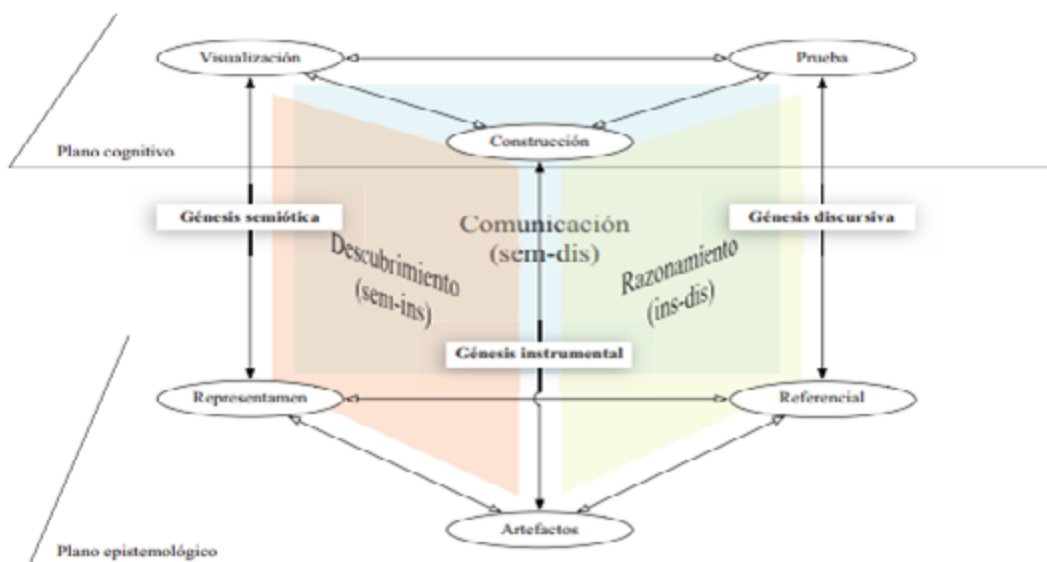 Visualización
Prueba
Construcción
Plano cognitivo
Génesis semiótica
Génesis discursiva
Comunicación
(sem-dis)
Descubrimiento
(sem-ins)
Razonamiento
(ins-dis)
Génesis instrumental
Representamen
Referencial
Artefactos
Plano epistemológico